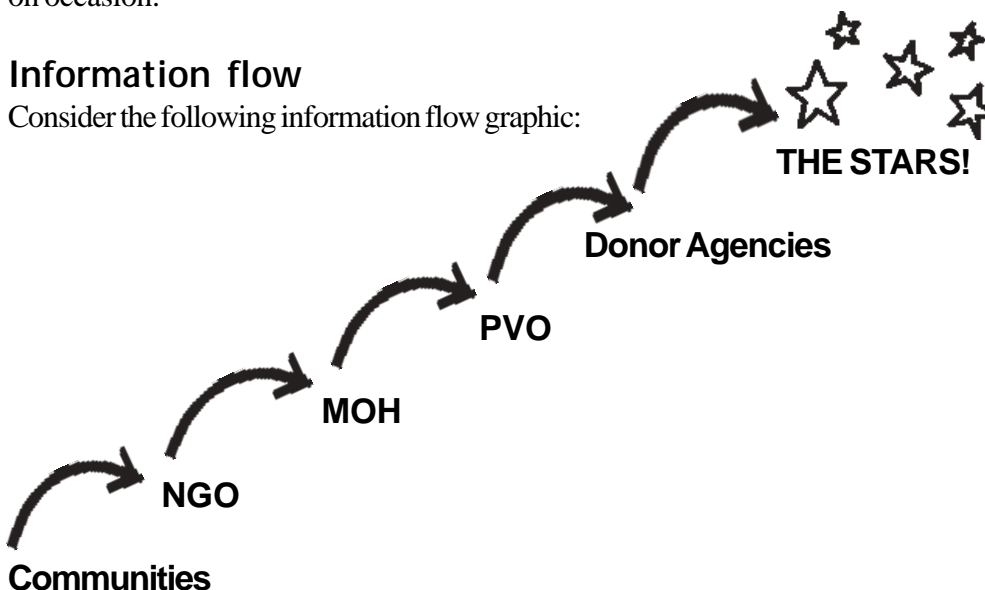 on occasion.
Information flow
Consider the following information flow graphic:
THE STARS!
Donor Agencies
PVO
MOH
NGO
Communities